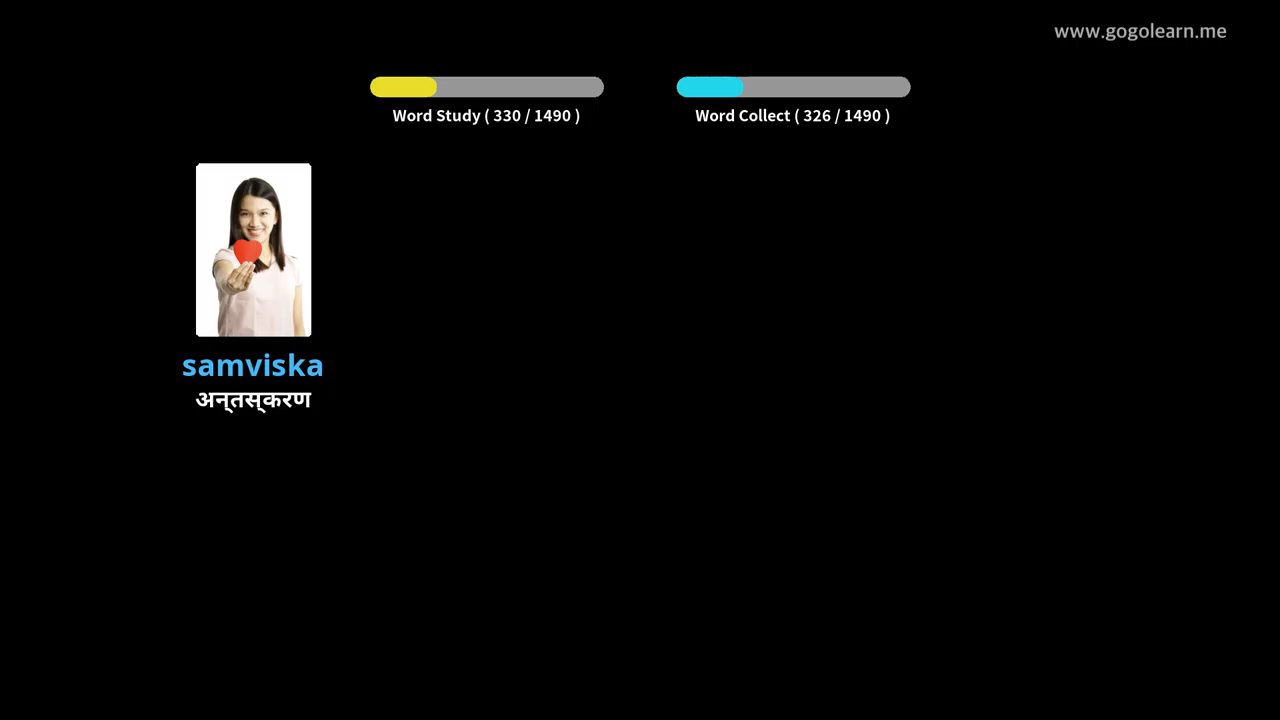 www.gogolearn.me
Word Study ( 330 / 1490 )
Word Collect ( 326 / 1490 )
samviska
अन्तस्करण